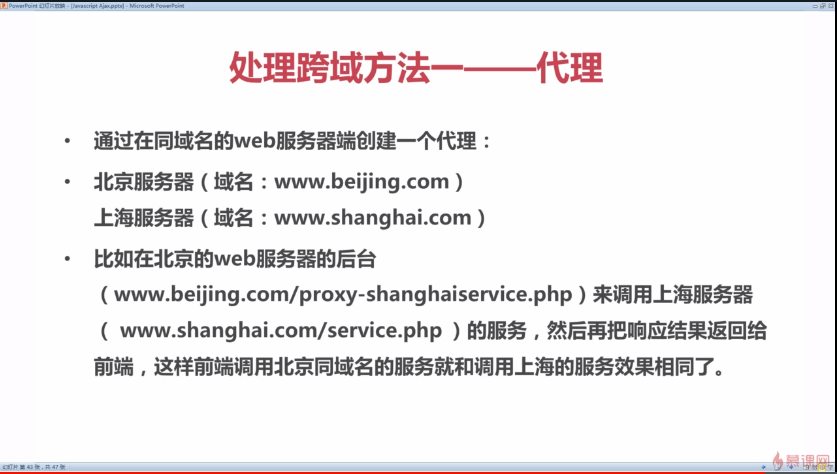 PowerPoint 幻灯片放映 - [Javascript Ajax.pptx] - Microsoft PowerPoint
处理跨域方法一——代理
• 通过在同域名的web服务器端创建一个代理：
• 北京服务器（域名：www.beijing.com）
上海服务器（域名：www.shanghai.com）
• 比如在北京的web服务器的后台
（www.beijing.com/proxy-shanghaiservice.php）来调用上海服务器
（ www.shanghai.com/service.php ）的服务，然后再把响应结果返回给
前端，这样前端调用北京同域名的服务就和调用上海的服务效果相同了。
幻灯片 第 43 张，共 47 张
慕课网